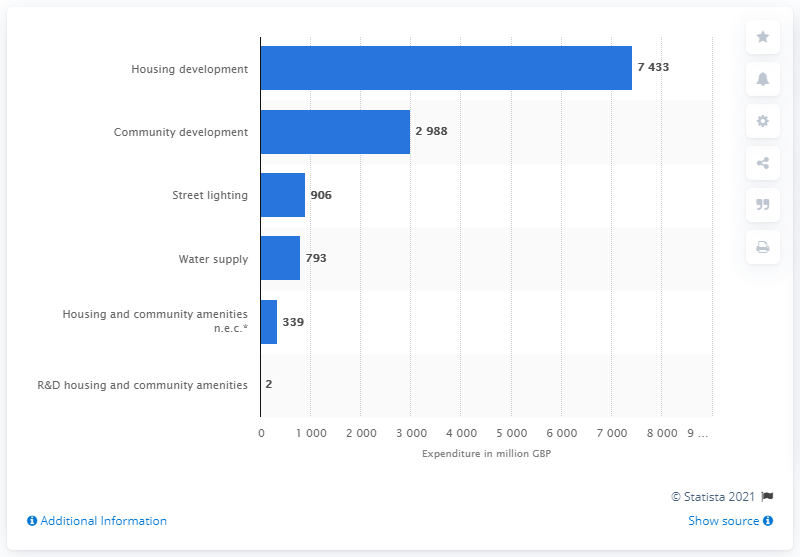 Housing development 7 433
Community development 2 988
Street lighting 906
Water supply 793
Housing and community amenities
n.e.c.* 339
R&D housing and community amenities 2
0 1 000 2 000 3 000 4 000 5 000 6 000 7 000 8 000 9 ...
Expenditure in million GBP
© Statista 2021
Additional Information Show source